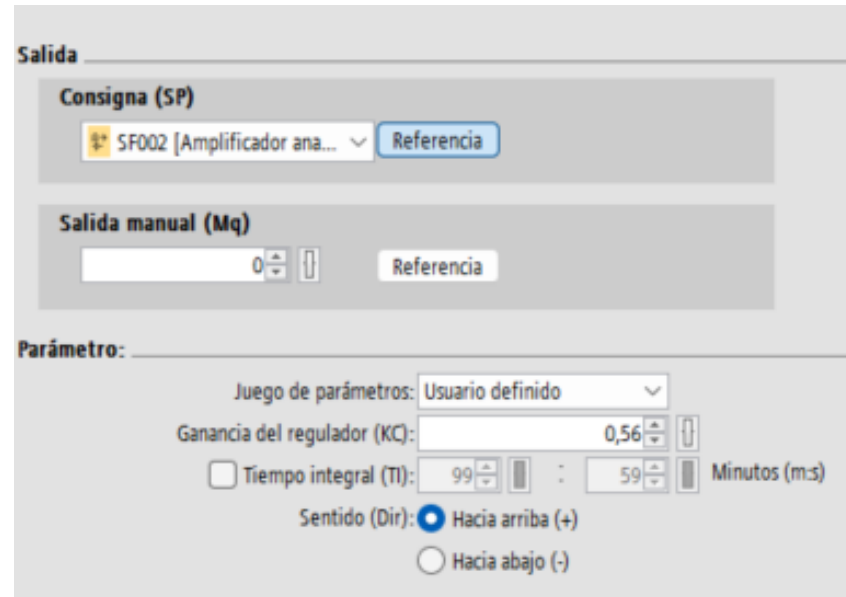 Salida
Consigna (SP)
SF002 [Amplificador ana... Referencia
Salida manual (Mq)
0 Referencia
Parámetro:
Juego de parámetros: Usuario definido
Ganancia del regulador (KC): 0,56
Tiempo integral (TI): 99 : 59 Minutos (m:s)
Sentido (Dir): Hacia arriba (+)
Hacia abajo (-)